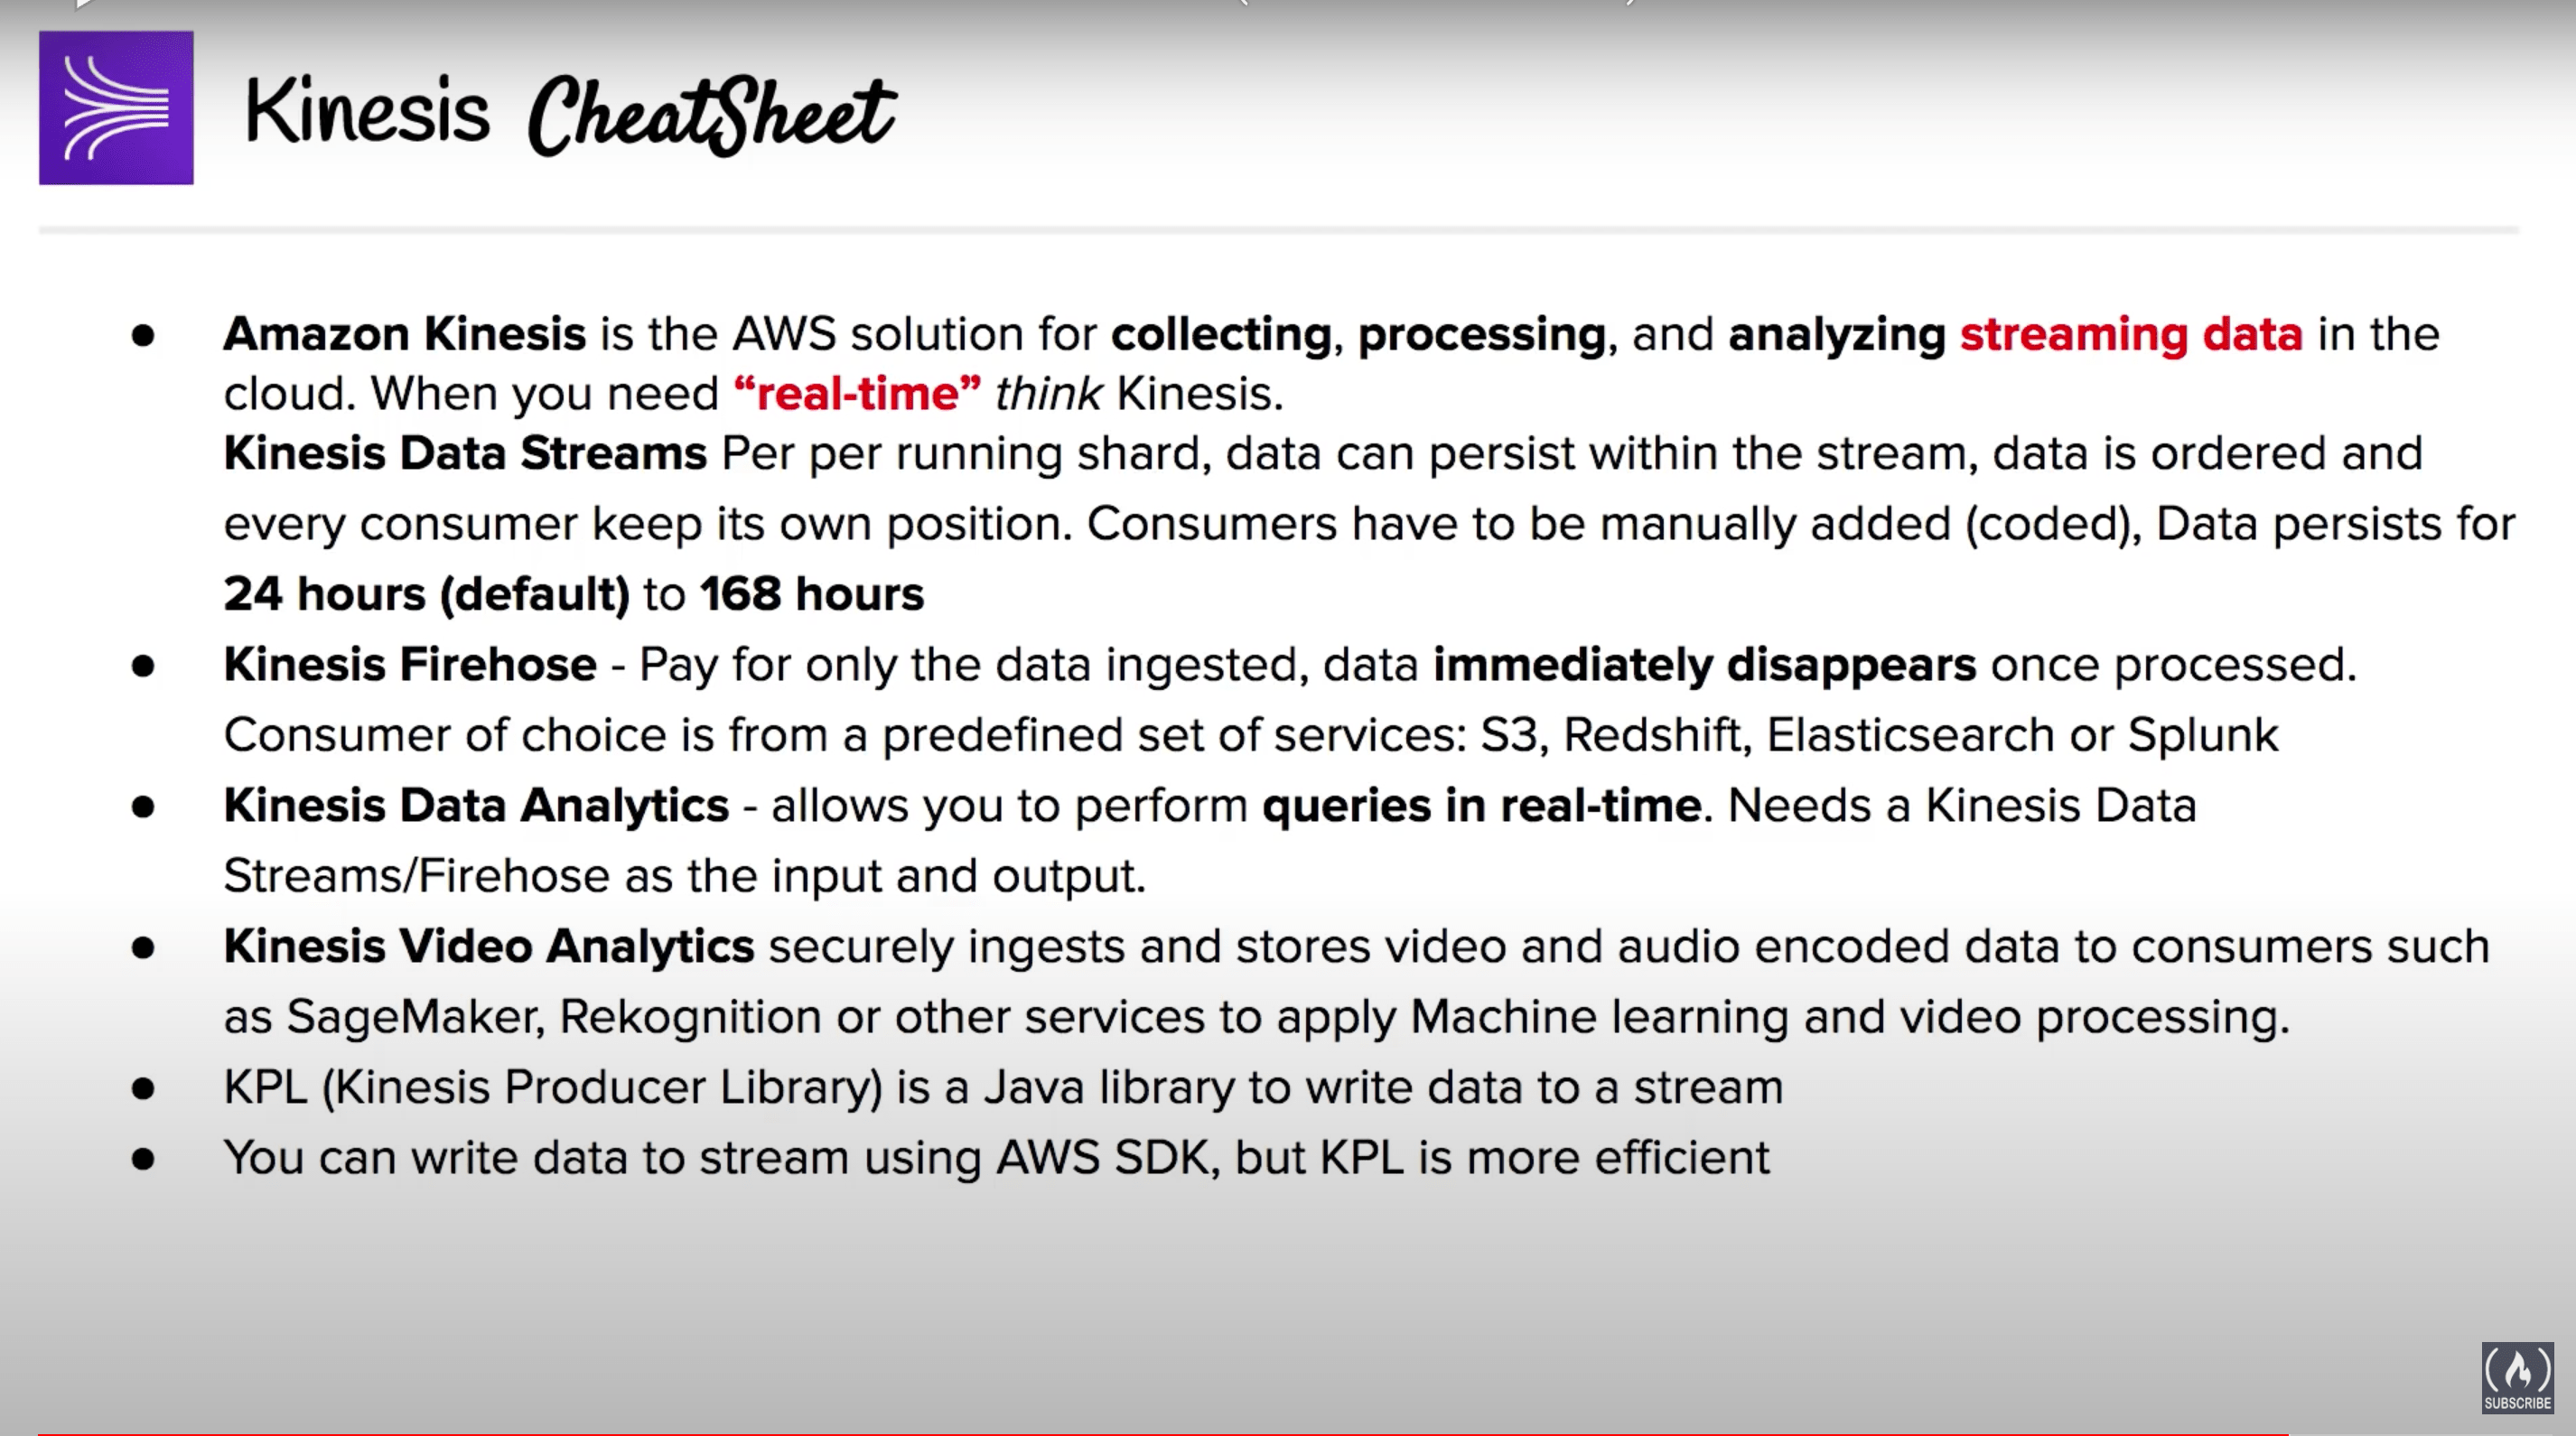 Kinesis CheatSheet
● Amazon Kinesis is the AWS solution for collecting, processing, and analyzing streaming data in the
cloud. When you need “real-time” think Kinesis.
Kinesis Data Streams Per per running shard, data can persist within the stream, data is ordered and
every consumer keep its own position. Consumers have to be manually added (coded), Data persists for
24 hours (default) to 168 hours
● Kinesis Firehose - Pay for only the data ingested, data immediately disappears once processed.
Consumer of choice is from a predefined set of services: S3, Redshift, Elasticsearch or Splunk
● Kinesis Data Analytics - allows you to perform queries in real-time. Needs a Kinesis Data
Streams/Firehose as the input and output.
● Kinesis Video Analytics securely ingests and stores video and audio encoded data to consumers such
as SageMaker, Rekognition or other services to apply Machine learning and video processing.
● KPL (Kinesis Producer Library) is a Java library to write data to a stream
● You can write data to stream using AWS SDK, but KPL is more efficient
SUBSCRIBE